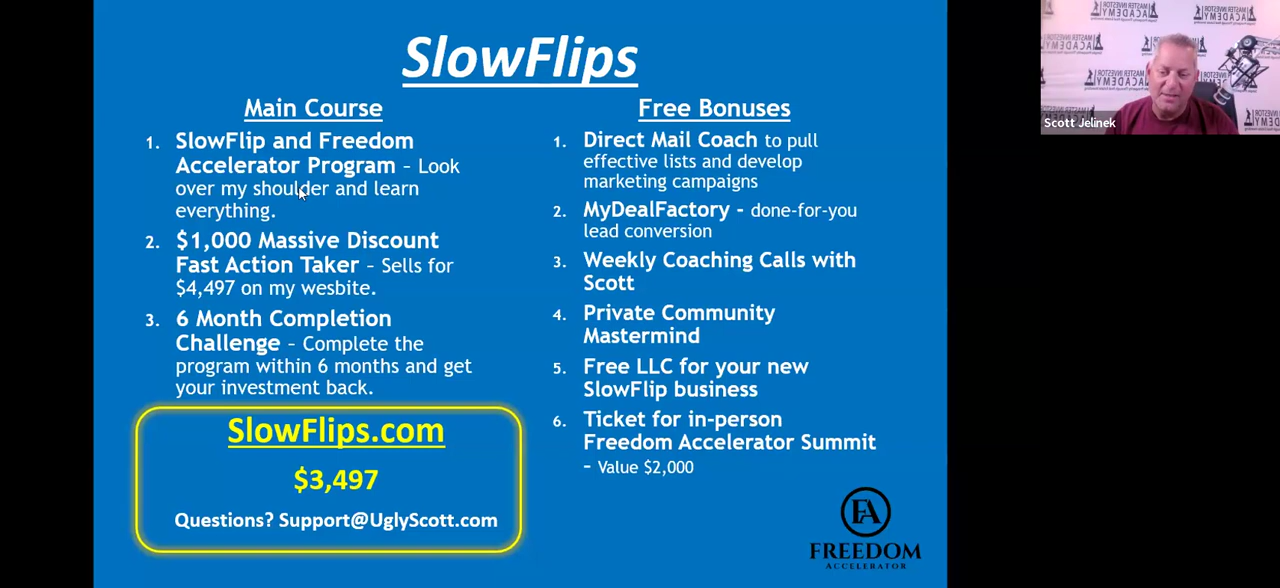 SlowFlips
Main Course
1. SlowFlip and Freedom
Accelerator Program – Look
over my shoulder and learn
everything.
2. $1,000 Massive Discount
Fast Action Taker – Sells for
$4,497 on my wesbite.
3. 6 Month Completion
Challenge – Complete the
program within 6 months and get
your investment back.
SlowFlips.com
$3,497
Questions? Support@UglyScott.com
Free Bonuses
1. Direct Mail Coach to pull
effective lists and develop
marketing campaigns
2. MyDealFactory - done-for-you
lead conversion
3. Weekly Coaching Calls with
Scott
4. Private Community
Mastermind
5. Free LLC for your new
SlowFlip business
6. Ticket for in-person
Freedom Accelerator Summit
– Value $2,000
FA
FREEDOM
ACCELERATOR
MASTER INVESTOR
ACADEMY
Scott Jelinek